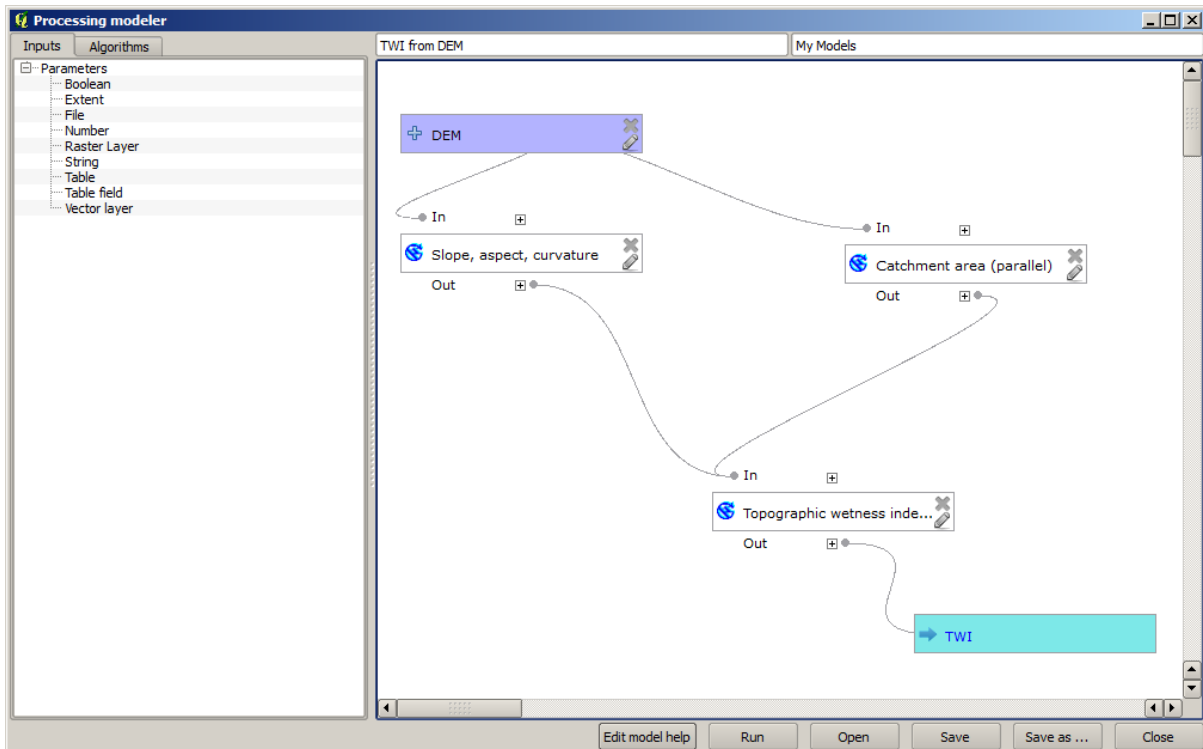 Processing modeler
Inputs
Algorithms
TWI from DEM
My Models
Parameters
Boolean
Extent
File
Number
Raster Layer
String
Table
Table field
Vector layer
DEM
In
Slope, aspect, curvature
Out
In
Catchment area (parallel)
Out
In
Topographic wetness inde...
Out
TWI
Edit model help
Run
Open
Save
Save as ...
Close